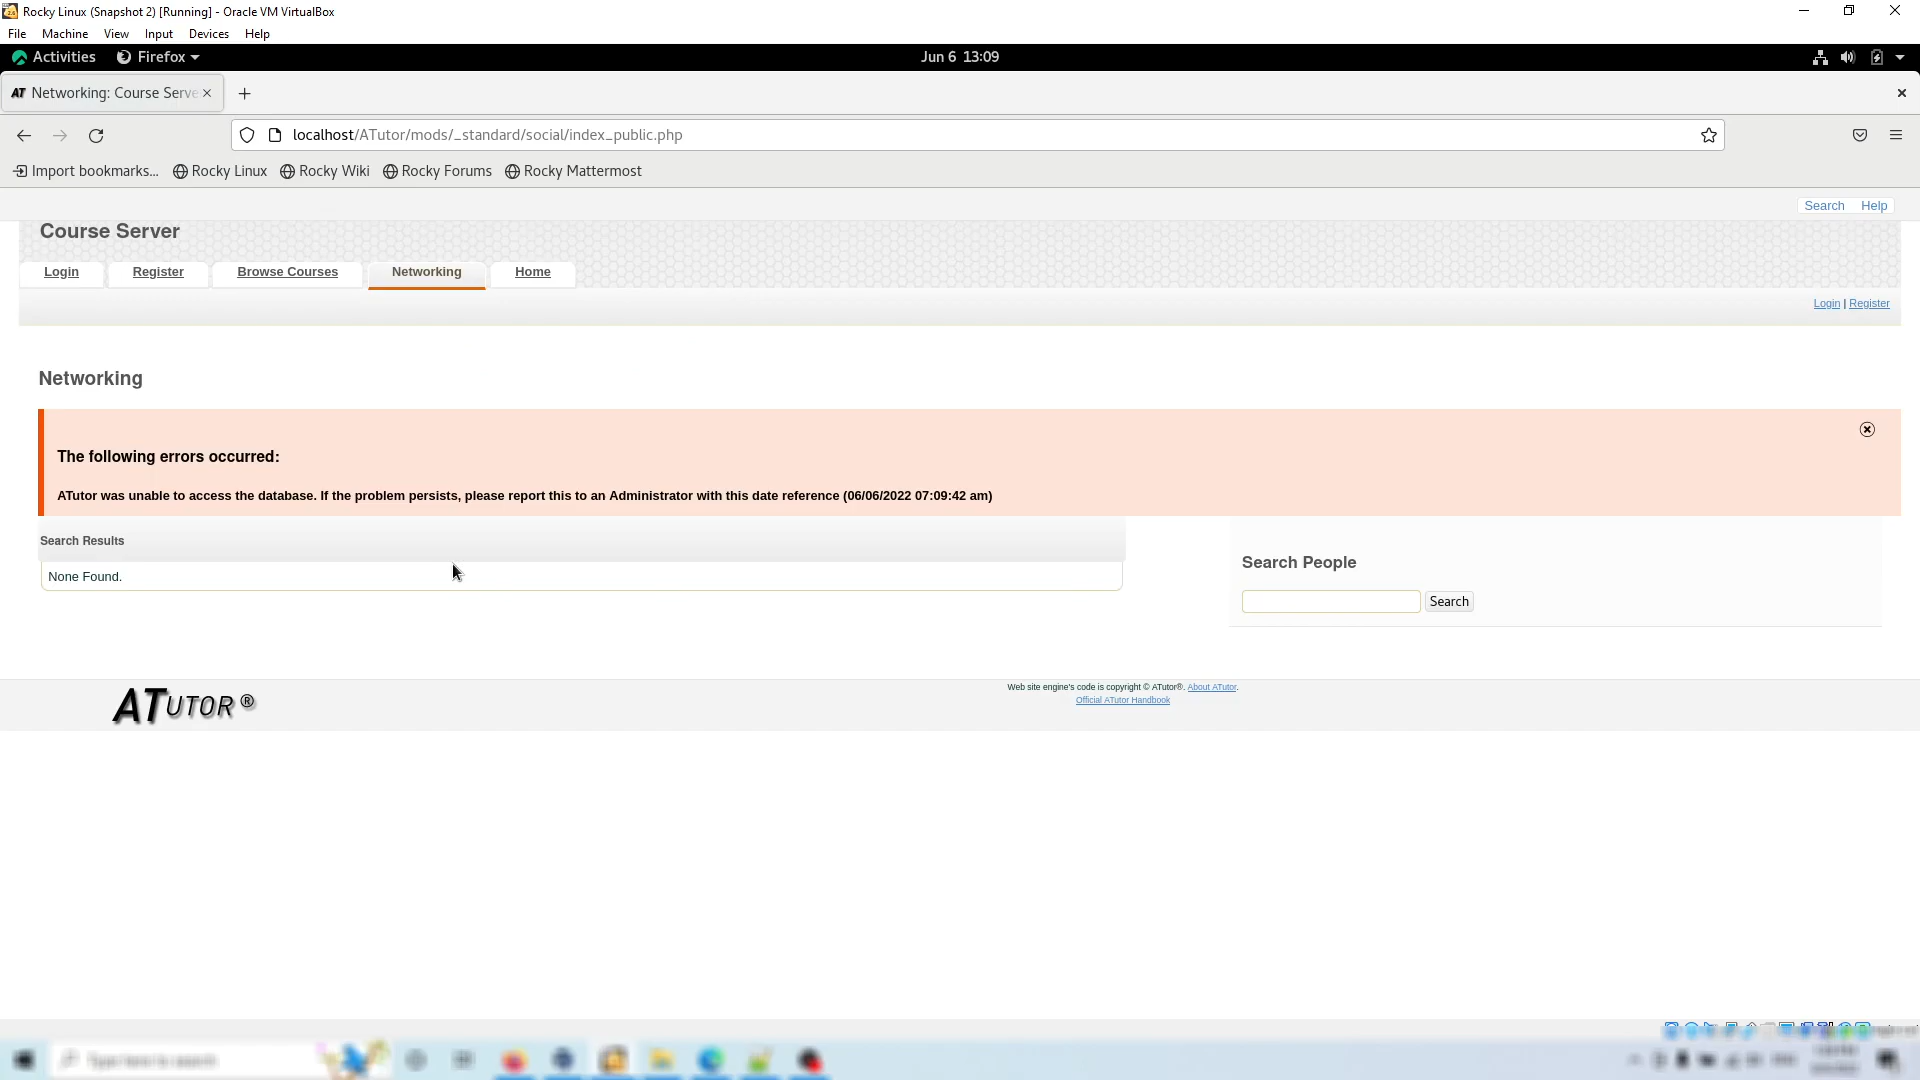 Rocky Linux (Snapshot 2) [Running] - Oracle VM VirtualBox
File Machine View Input Devices Help
Activities Firefox Jun 6 13:09
AT Networking: Course Serve
localhost/ATutor/mods/_standard/social/index_public.php
Import bookmarks... Rocky Linux Rocky Wiki Rocky Forums Rocky Mattermost
Search Help
Course Server
Login Register Browse Courses Networking Home
Login | Register
Networking
The following errors occurred:
ATutor was unable to access the database. If the problem persists, please report this to an Administrator with this date reference (06/06/2022 07:09:42 am)
Search Results
None Found.
Search People
Search
ATUTOR ®
Web site engine's code is copyright © ATutor®. About ATutor.
Official ATutor Handbook
Type here to search